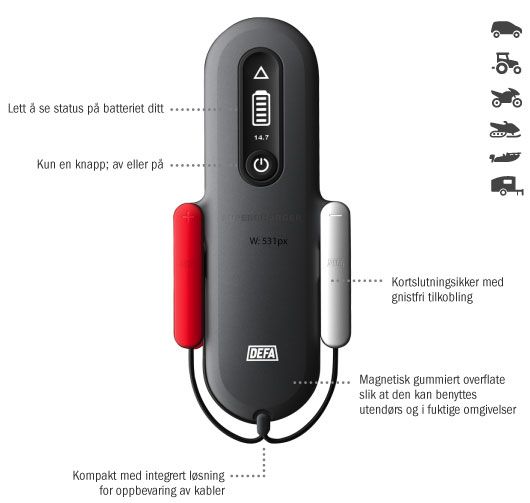 14.7
Lett å se status på batteriet ditt
Kun en knapp; av eller på
SUPERCHARGER
W: 531px
Kortslutningsikker med
gnistfri tilkobling
DEFA
Magnetisk gummiert overflate
slik at den kan benyttes
utendørs og i fuktige omgivelser
Kompakt med integrert løsning
for oppbevaring av kabler